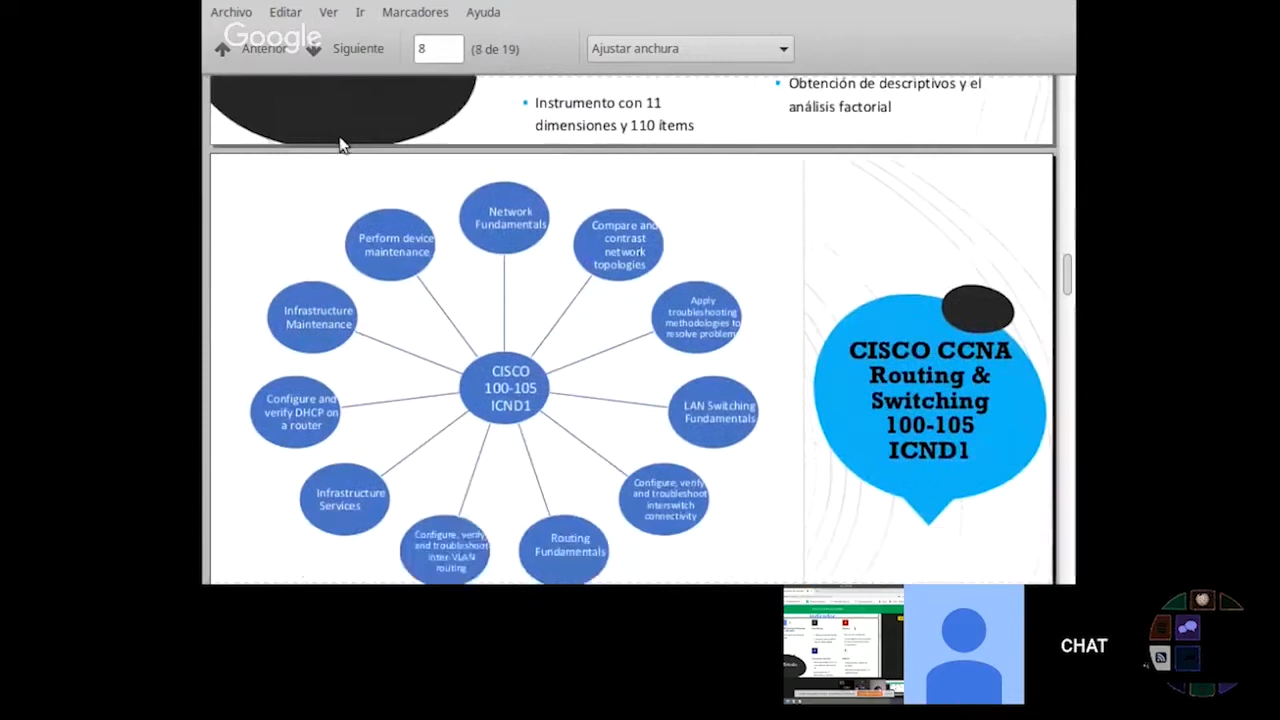 Archivo Editar Ver Ir Marcadores Ayuda
Google
Anterior Siguiente 8 (8 de 19) Ajustar anchura
Instrumento con 11
dimensiones y 110 ítems
Obtención de descriptivos y el
análisis factorial
Network
Fundamentals
Compare and
contrast
network
topologies
Apply
troubleshooting
methodologies to
resolve problem
LAN Switching
Fundamentals
Configure, verify
and troubleshoot
interswitch
connectivity
Routing
Fundamentals
Configure, verify,
and troubleshoot
inter-VLAN
routing
Infrastructure
Services
Configure and
verify DHCP on
a router
Infrastructure
Maintenance
Perform device
maintenance
CISCO
100-105
ICND1
CISCO CCNA
Routing &
Switching
100-105
ICND1
CHAT